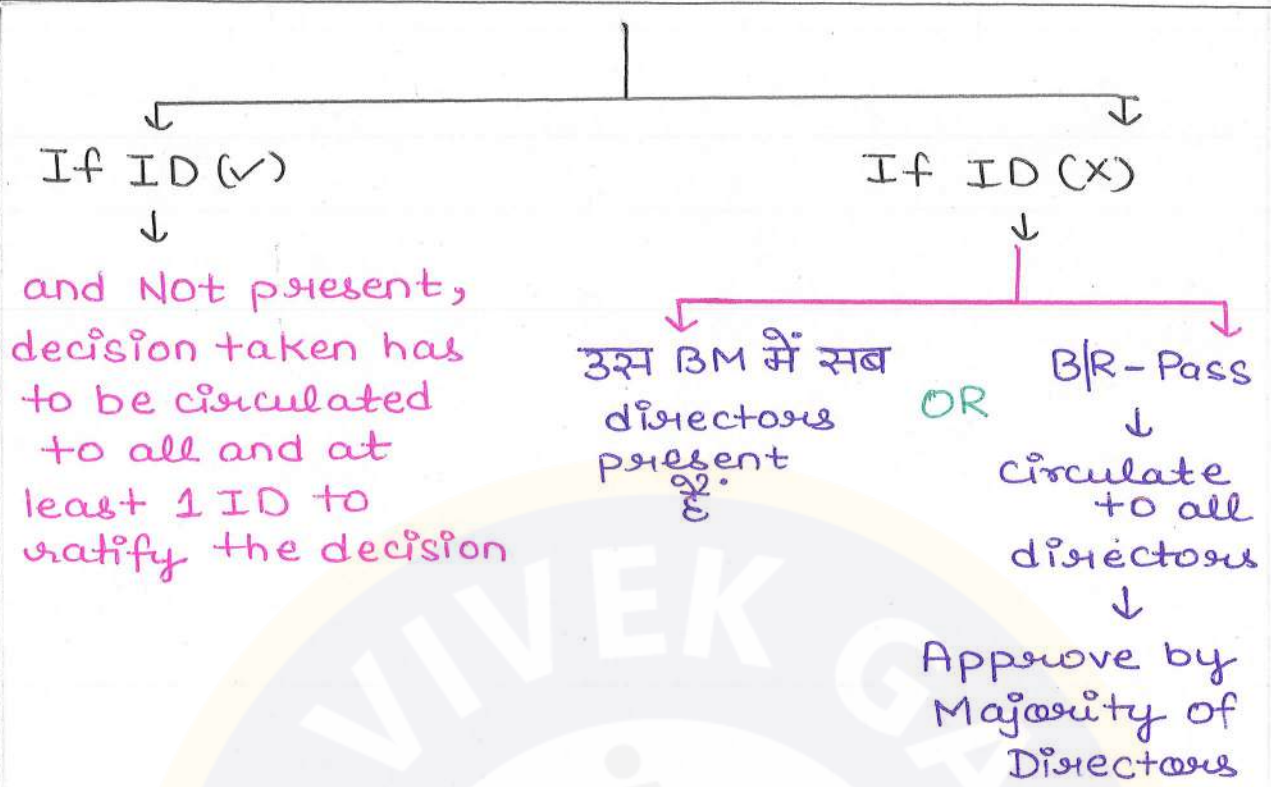 If ID (✓)
If ID (X)
and Not present,
decision taken has
to be circulated
to all and at
least 1 ID to
ratify the decision
उस BM में सब
directors
present
हैं.
OR
B/R - Pass
circulate
to all
directors
Approve by
Majority of
Directors
VIVEK GA